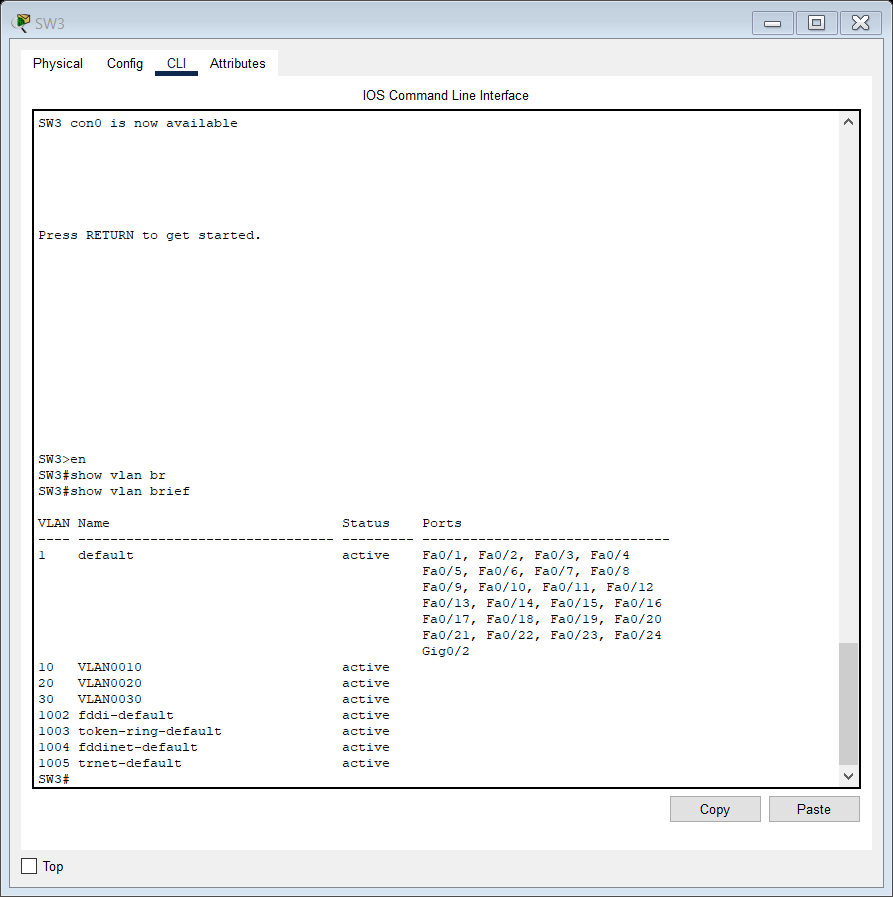 SW3
Physical Config CLI Attributes
IOS Command Line Interface
SW3 con0 is now available
Press RETURN to get started.
SW3>en
SW3#show vlan br
SW3#show vlan brief
VLAN Name                             Status    Ports
---- -------------------------------- --------- -------------------------------
1    default                          active    Fa0/1, Fa0/2, Fa0/3, Fa0/4
                                                Fa0/5, Fa0/6, Fa0/7, Fa0/8
                                                Fa0/9, Fa0/10, Fa0/11, Fa0/12
                                                Fa0/13, Fa0/14, Fa0/15, Fa0/16
                                                Fa0/17, Fa0/18, Fa0/19, Fa0/20
                                                Fa0/21, Fa0/22, Fa0/23, Fa0/24
                                                Gig0/2
10   VLAN0010                         active
20   VLAN0020                         active
30   VLAN0030                         active
1002 fddi-default                     active
1003 token-ring-default               active
1004 fddinet-default                  active
1005 trnet-default                    active
SW3#
Copy Paste
Top